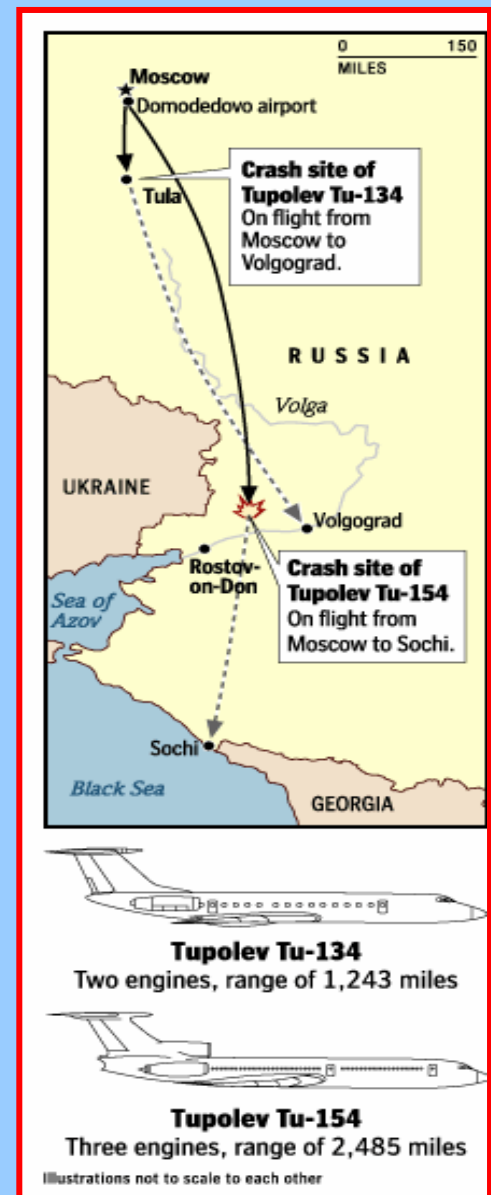 0 150
MILES
Moscow
Domodedovo airport
Crash site of
Tupolev Tu-134
On flight from
Moscow to
Volgograd.
Tula
RUSSIA
Volga
UKRAINE
Volgograd
Rostov-
on-Don
Crash site of
Tupolev Tu-154
On flight from
Moscow to Sochi.
Sea of
Azov
Sochi
Black Sea
GEORGIA
Tupolev Tu-134
Two engines, range of 1,243 miles
Tupolev Tu-154
Three engines, range of 2,485 miles
Illustrations not to scale to each other